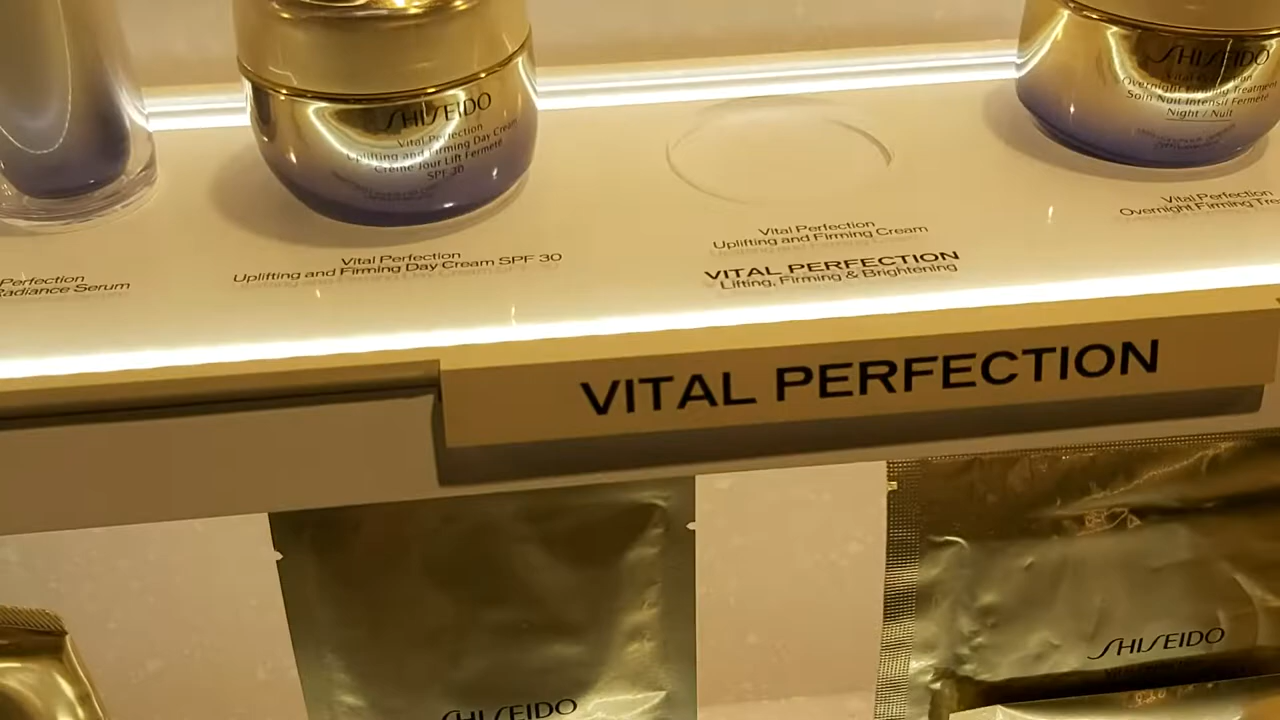 SHISEIDO
Vital Perfection
Uplifting and Firming Day Cream
Crème Jour Lift Fermeté
SPF 30
SHISEIDO
Vital Perfection
Overnight Firming Treatment
Soin Nuit Intensif Fermeté
Night / Nuit
Perfection
Radiance Serum
Vital Perfection
Uplifting and Firming Day Cream SPF 30
Vital Perfection
Uplifting and Firming Cream
VITAL PERFECTION
Lifting, Firming & Brightening
Vital Perfection
Overnight Firming
VITAL PERFECTION
SHISEIDO
SHISEIDO